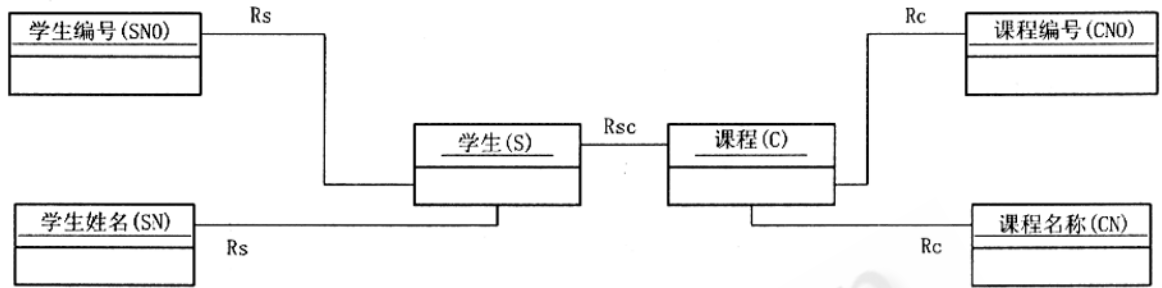 Rs
Rc
学生编号(SNO)
课程编号(CNO)
学生(S)
Rsc
课程(C)
学生姓名(SN)
课程名称(CN)
Rs
Rc